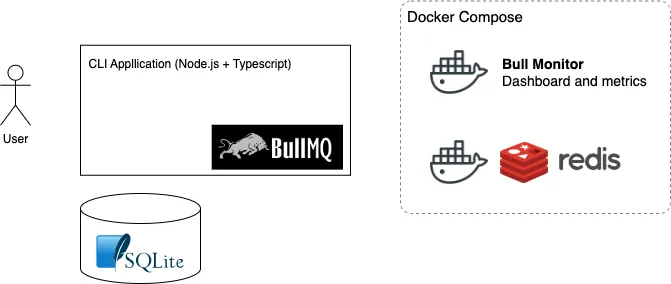 Docker Compose
CLI Appllication (Node.js + Typescript)
Bull Monitor
Dashboard and metrics
User
BullMQ
redis
SQLite